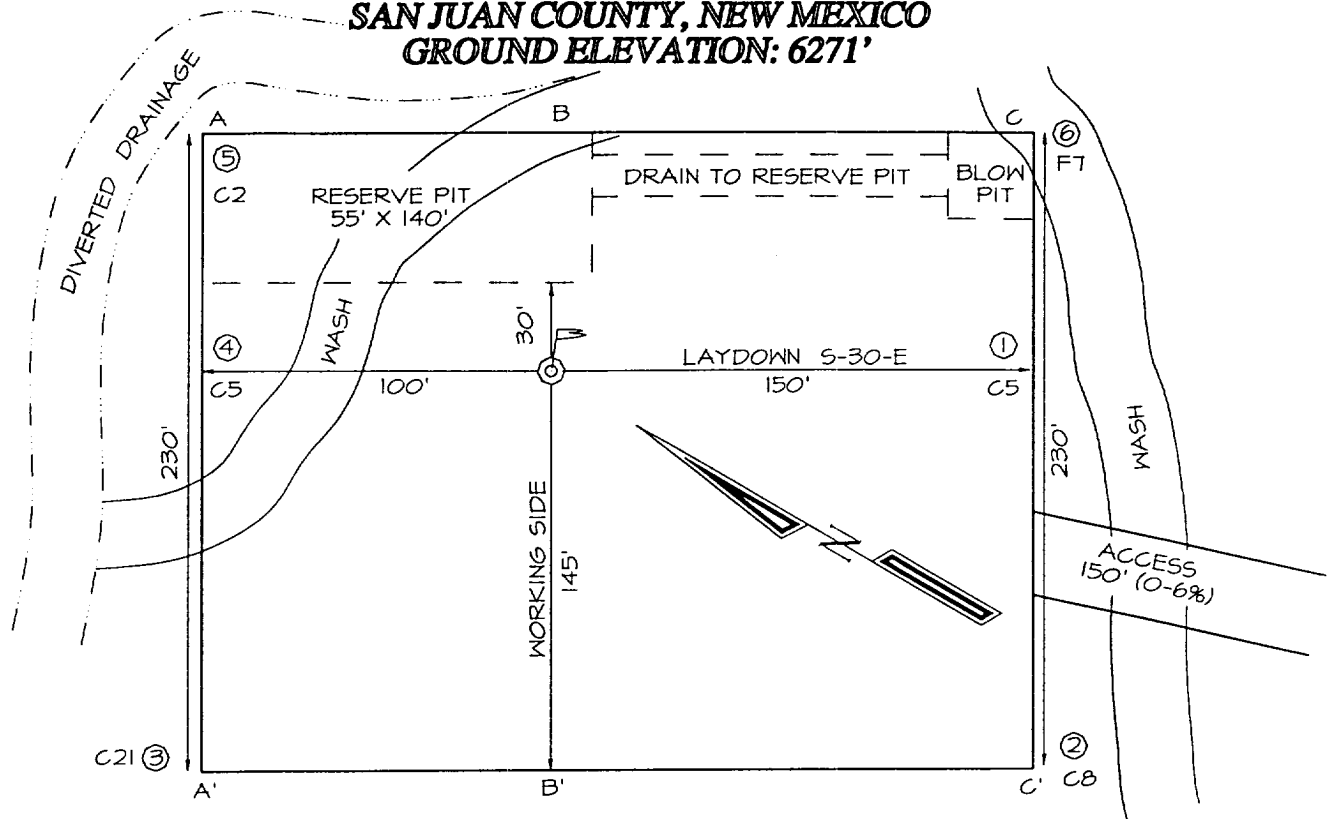 SAN JUAN COUNTY, NEW MEXICO
GROUND ELEVATION: 6271'
DIVERTED DRAINAGE
A
B
C
5
C2
6
F7
RESERVE PIT
55' X 140'
DRAIN TO RESERVE PIT
BLOW
PIT
WASH
30'
4
C5
100'
LAYDOWN S-30-E
150'
1
C5
230'
230'
WASH
WORKING SIDE
145'
N
ACCESS
150' (0-6%)
C21 3
2
C8
A'
B'
C'